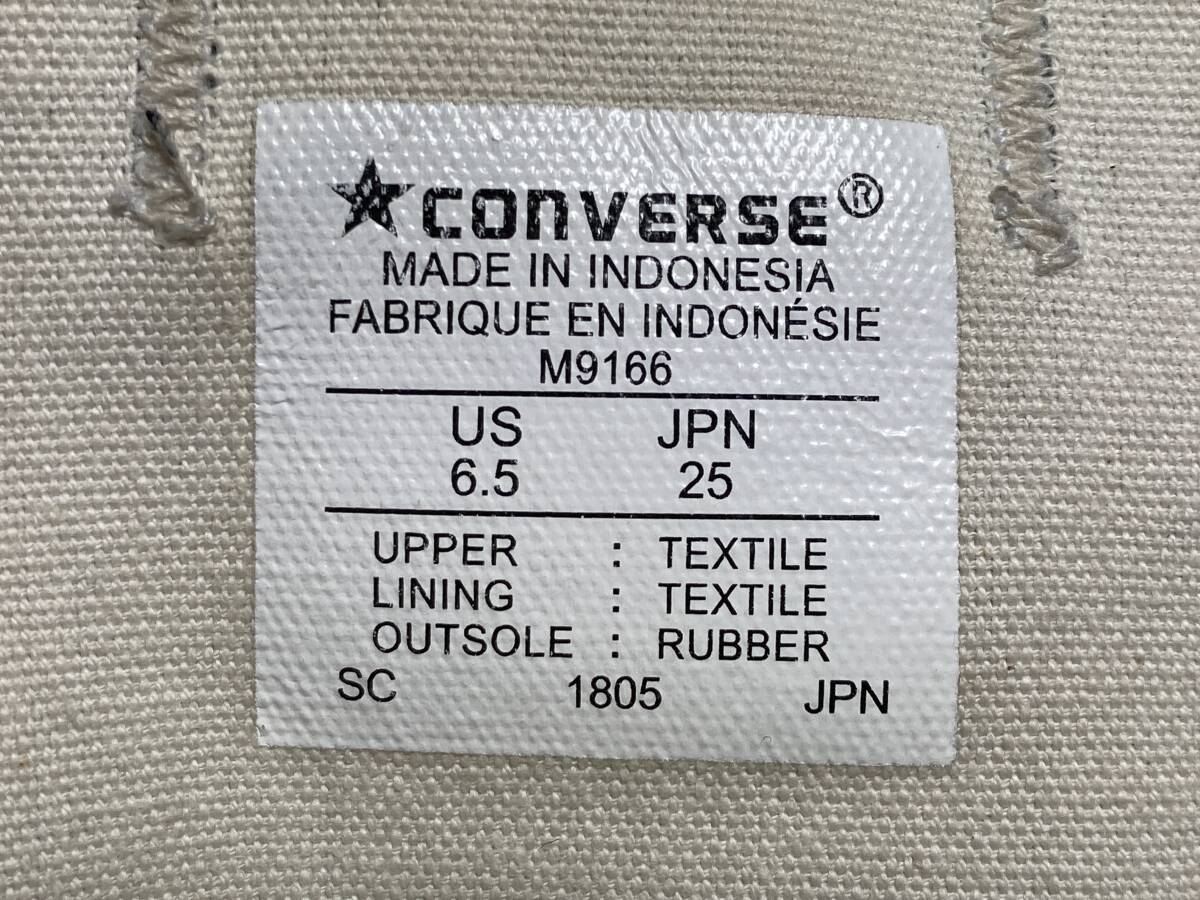 CONVERSE®
MADE IN INDONESIA
FABRIQUE EN INDONÉSIE
M9166
US JPN
6.5 25
UPPER : TEXTILE
LINING : TEXTILE
OUTSOLE : RUBBER
SC 1805 JPN